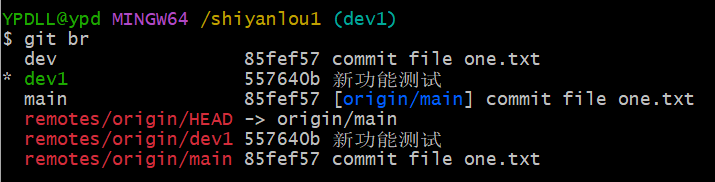 YPDLL@ypd MINGW64 /shiyanlou1 (dev1)
$ git br
  dev                 85fef57 commit file one.txt
* dev1                557640b 新功能测试
  main                85fef57 [origin/main] commit file one.txt
  remotes/origin/HEAD -> origin/main
  remotes/origin/dev1 557640b 新功能测试
  remotes/origin/main 85fef57 commit file one.txt